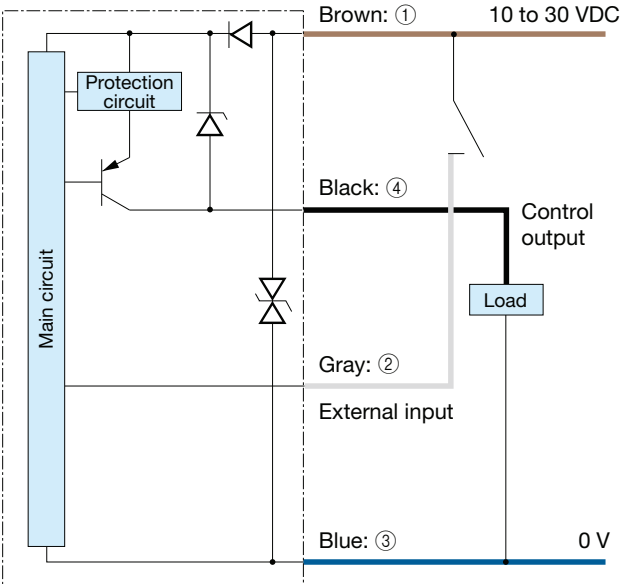 Brown: ① 10 to 30 VDC
Protection
circuit
Black: ④
Control
output
Main circuit
Load
Gray: ②
External input
Blue: ③ 0 V